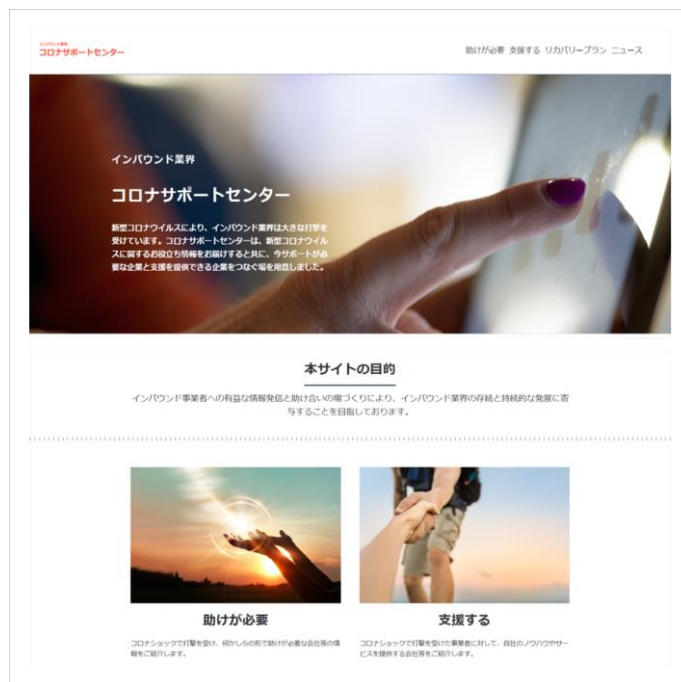 インバウンド業界
コロナサポートセンター
助けが必要 支援する リカバリープラン ニュース
インバウンド業界
コロナサポートセンター
新型コロナウイルスにより、インバウンド業界は大きな打撃を
受けています。コロナサポートセンターは、新型コロナウイル
スに関するお役立ち情報をお届けすると共に、今サポートが必
要な企業と支援を提供できる企業をつなぐ場を用意しました。
本サイトの目的
インバウンド事業者への有益な情報発信と助け合いの場づくりにより、インバウンド業界の存続と持続的な発展に寄
与することを目指しております。
助けが必要
コロナショックで打撃を受け、何かしらの形で助けが必要な会社等の情
報をご紹介します。
支援する
コロナショックで打撃を受けた事業者に対して、自社のノウハウやサー
ビスを提供する会社等をご紹介します。